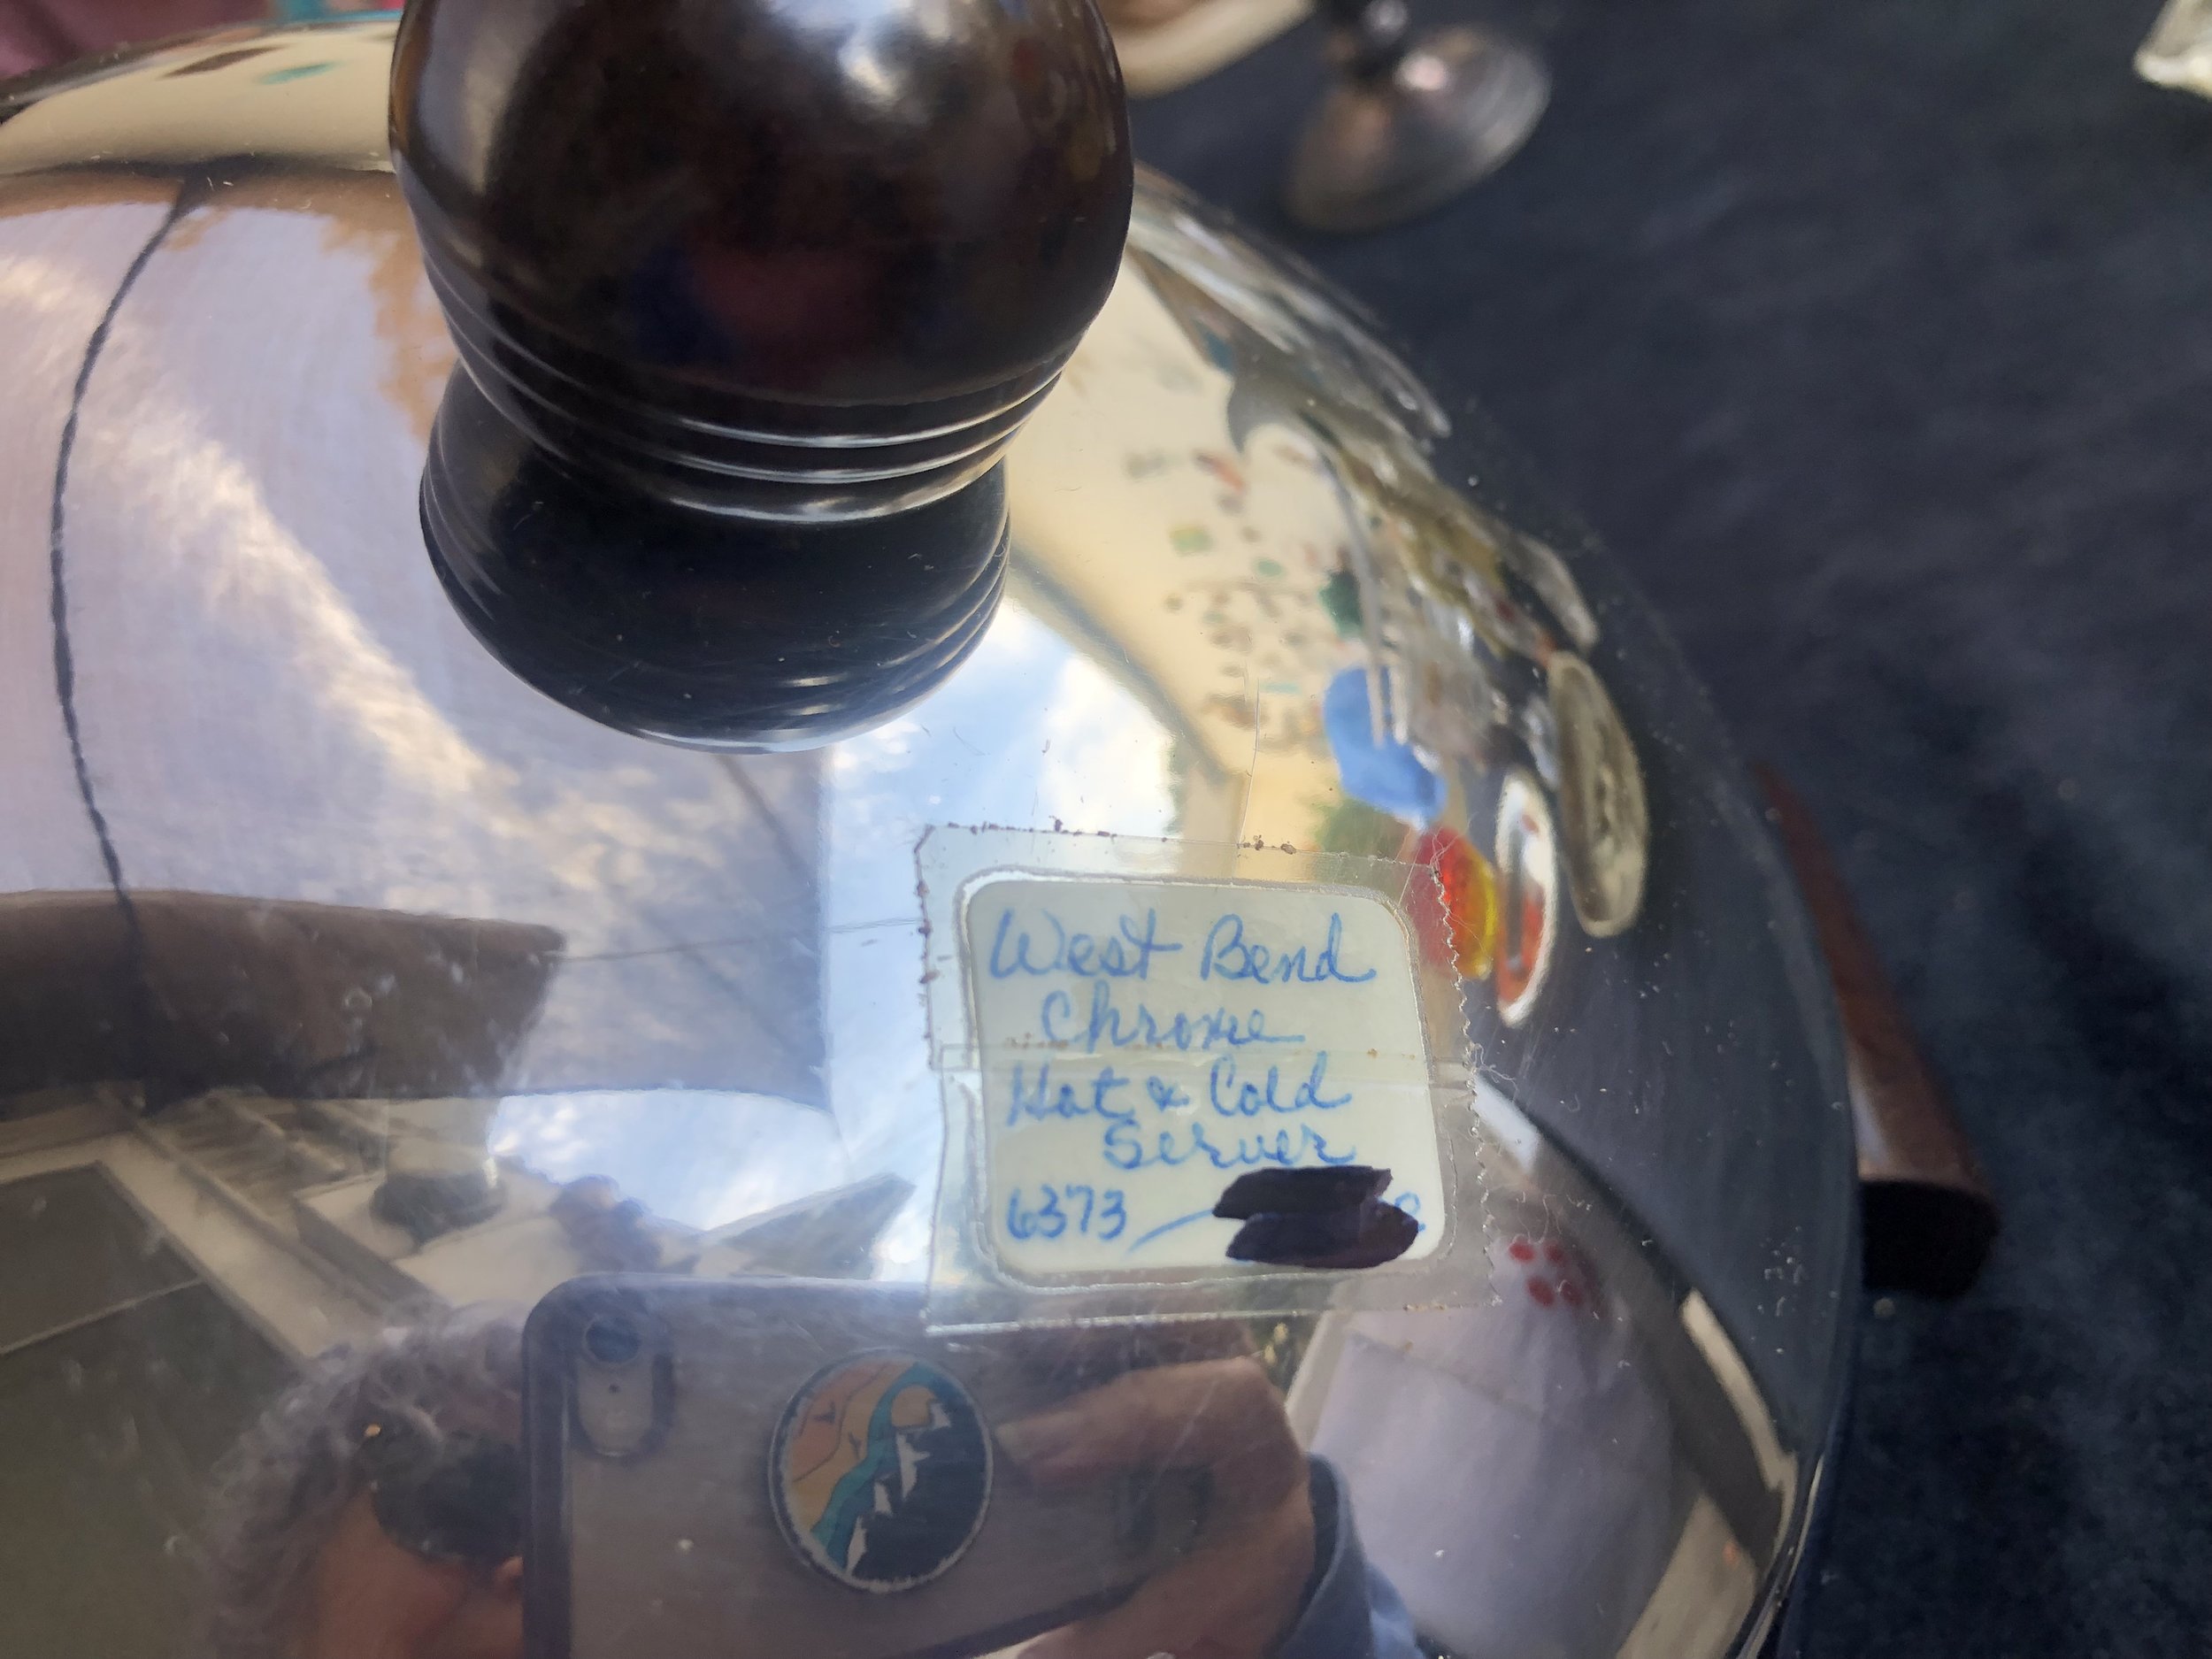 West Bend
Chrome
Hot & Cold
Server
6373